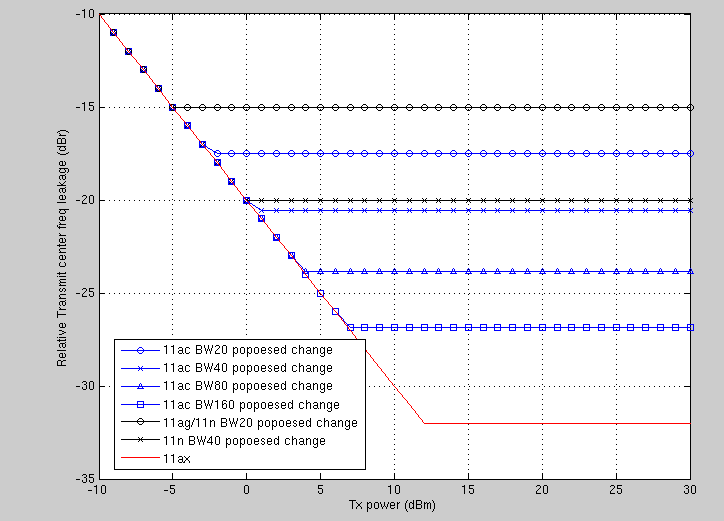 -10
-15
-20
-25
-30
-35
Relative Transmit center freq leakage (dBr)
11ac BW20 popoesed change
11ac BW40 popoesed change
11ac BW80 popoesed change
11ac BW160 popoesed change
11ag/11n BW20 popoesed change
11n BW40 popoesed change
11ax
-10 -5 0 5 10 15 20 25 30
Tx power (dBm)